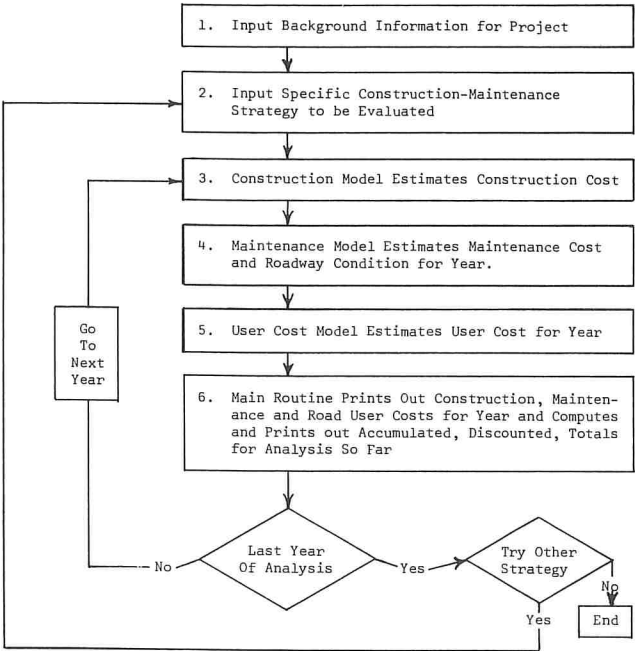 1. Input Background Information for Project
2. Input Specific Construction-Maintenance
Strategy to be Evaluated
3. Construction Model Estimates Construction Cost
4. Maintenance Model Estimates Maintenance Cost
and Roadway Condition for Year.
5. User Cost Model Estimates User Cost for Year
Go
To
Next
Year
6. Main Routine Prints Out Construction, Mainten-
ance and Road User Costs for Year and Computes
and Prints out Accumulated, Discounted, Totals
for Analysis So Far
No
Last Year
Of Analysis
Yes
Try Other
Strategy
No
Yes
End